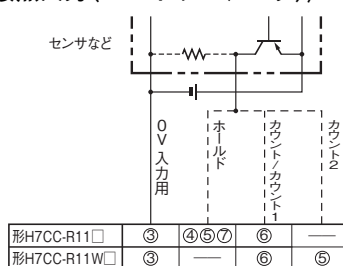 センサなど
0V入力用
ホールド
カウント/カウント1
カウント2
形H7CC-R11□ ③ ④⑤⑦ ⑥ ──
形H7CC-R11W□ ③ ── ⑥ ⑤